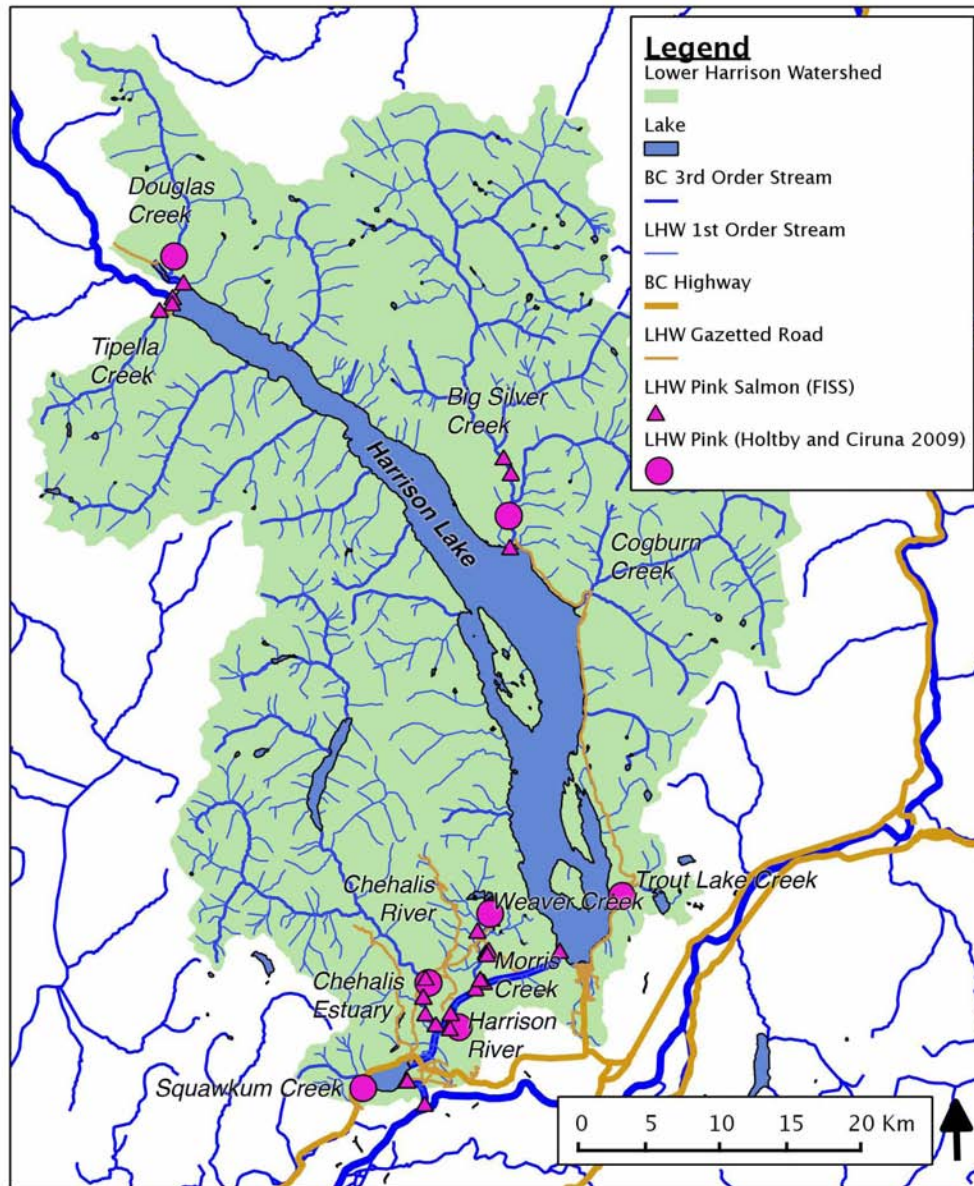 Legend
Lower Harrison Watershed
Lake
BC 3rd Order Stream
LHW 1st Order Stream
BC Highway
LHW Gazetted Road
LHW Pink Salmon (FISS)
LHW Pink (Holtby and Ciruna 2009)
Douglas
Creek
Tipella
Creek
Big Silver
Creek
Harrison Lake
Cogburn
Creek
Chehalis
River
Weaver Creek
Trout Lake Creek
Morris
Creek
Chehalis
Estuary
Harrison
River
Squawkum Creek
0 5 10 15 20 Km